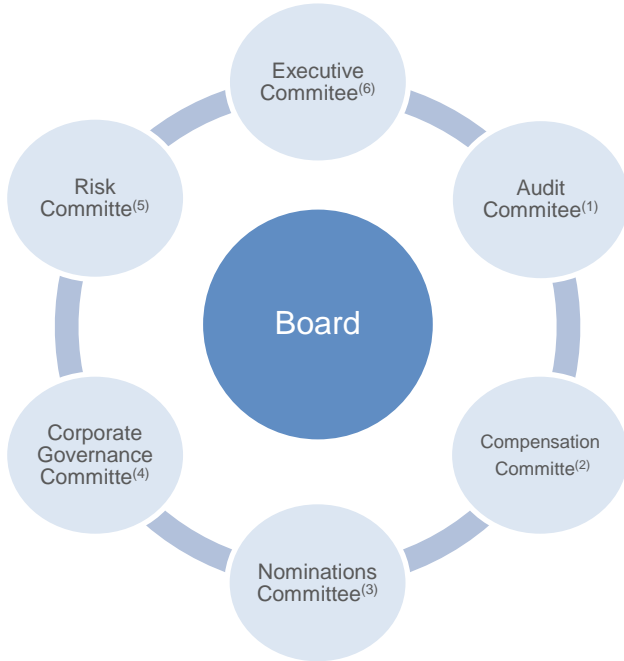 Executive
Commitee(6)
Audit
Commitee(1)
Compensation
Committe(2)
Nominations
Committee(3)
Corporate
Governance
Committe(4)
Risk
Committe(5)
Board